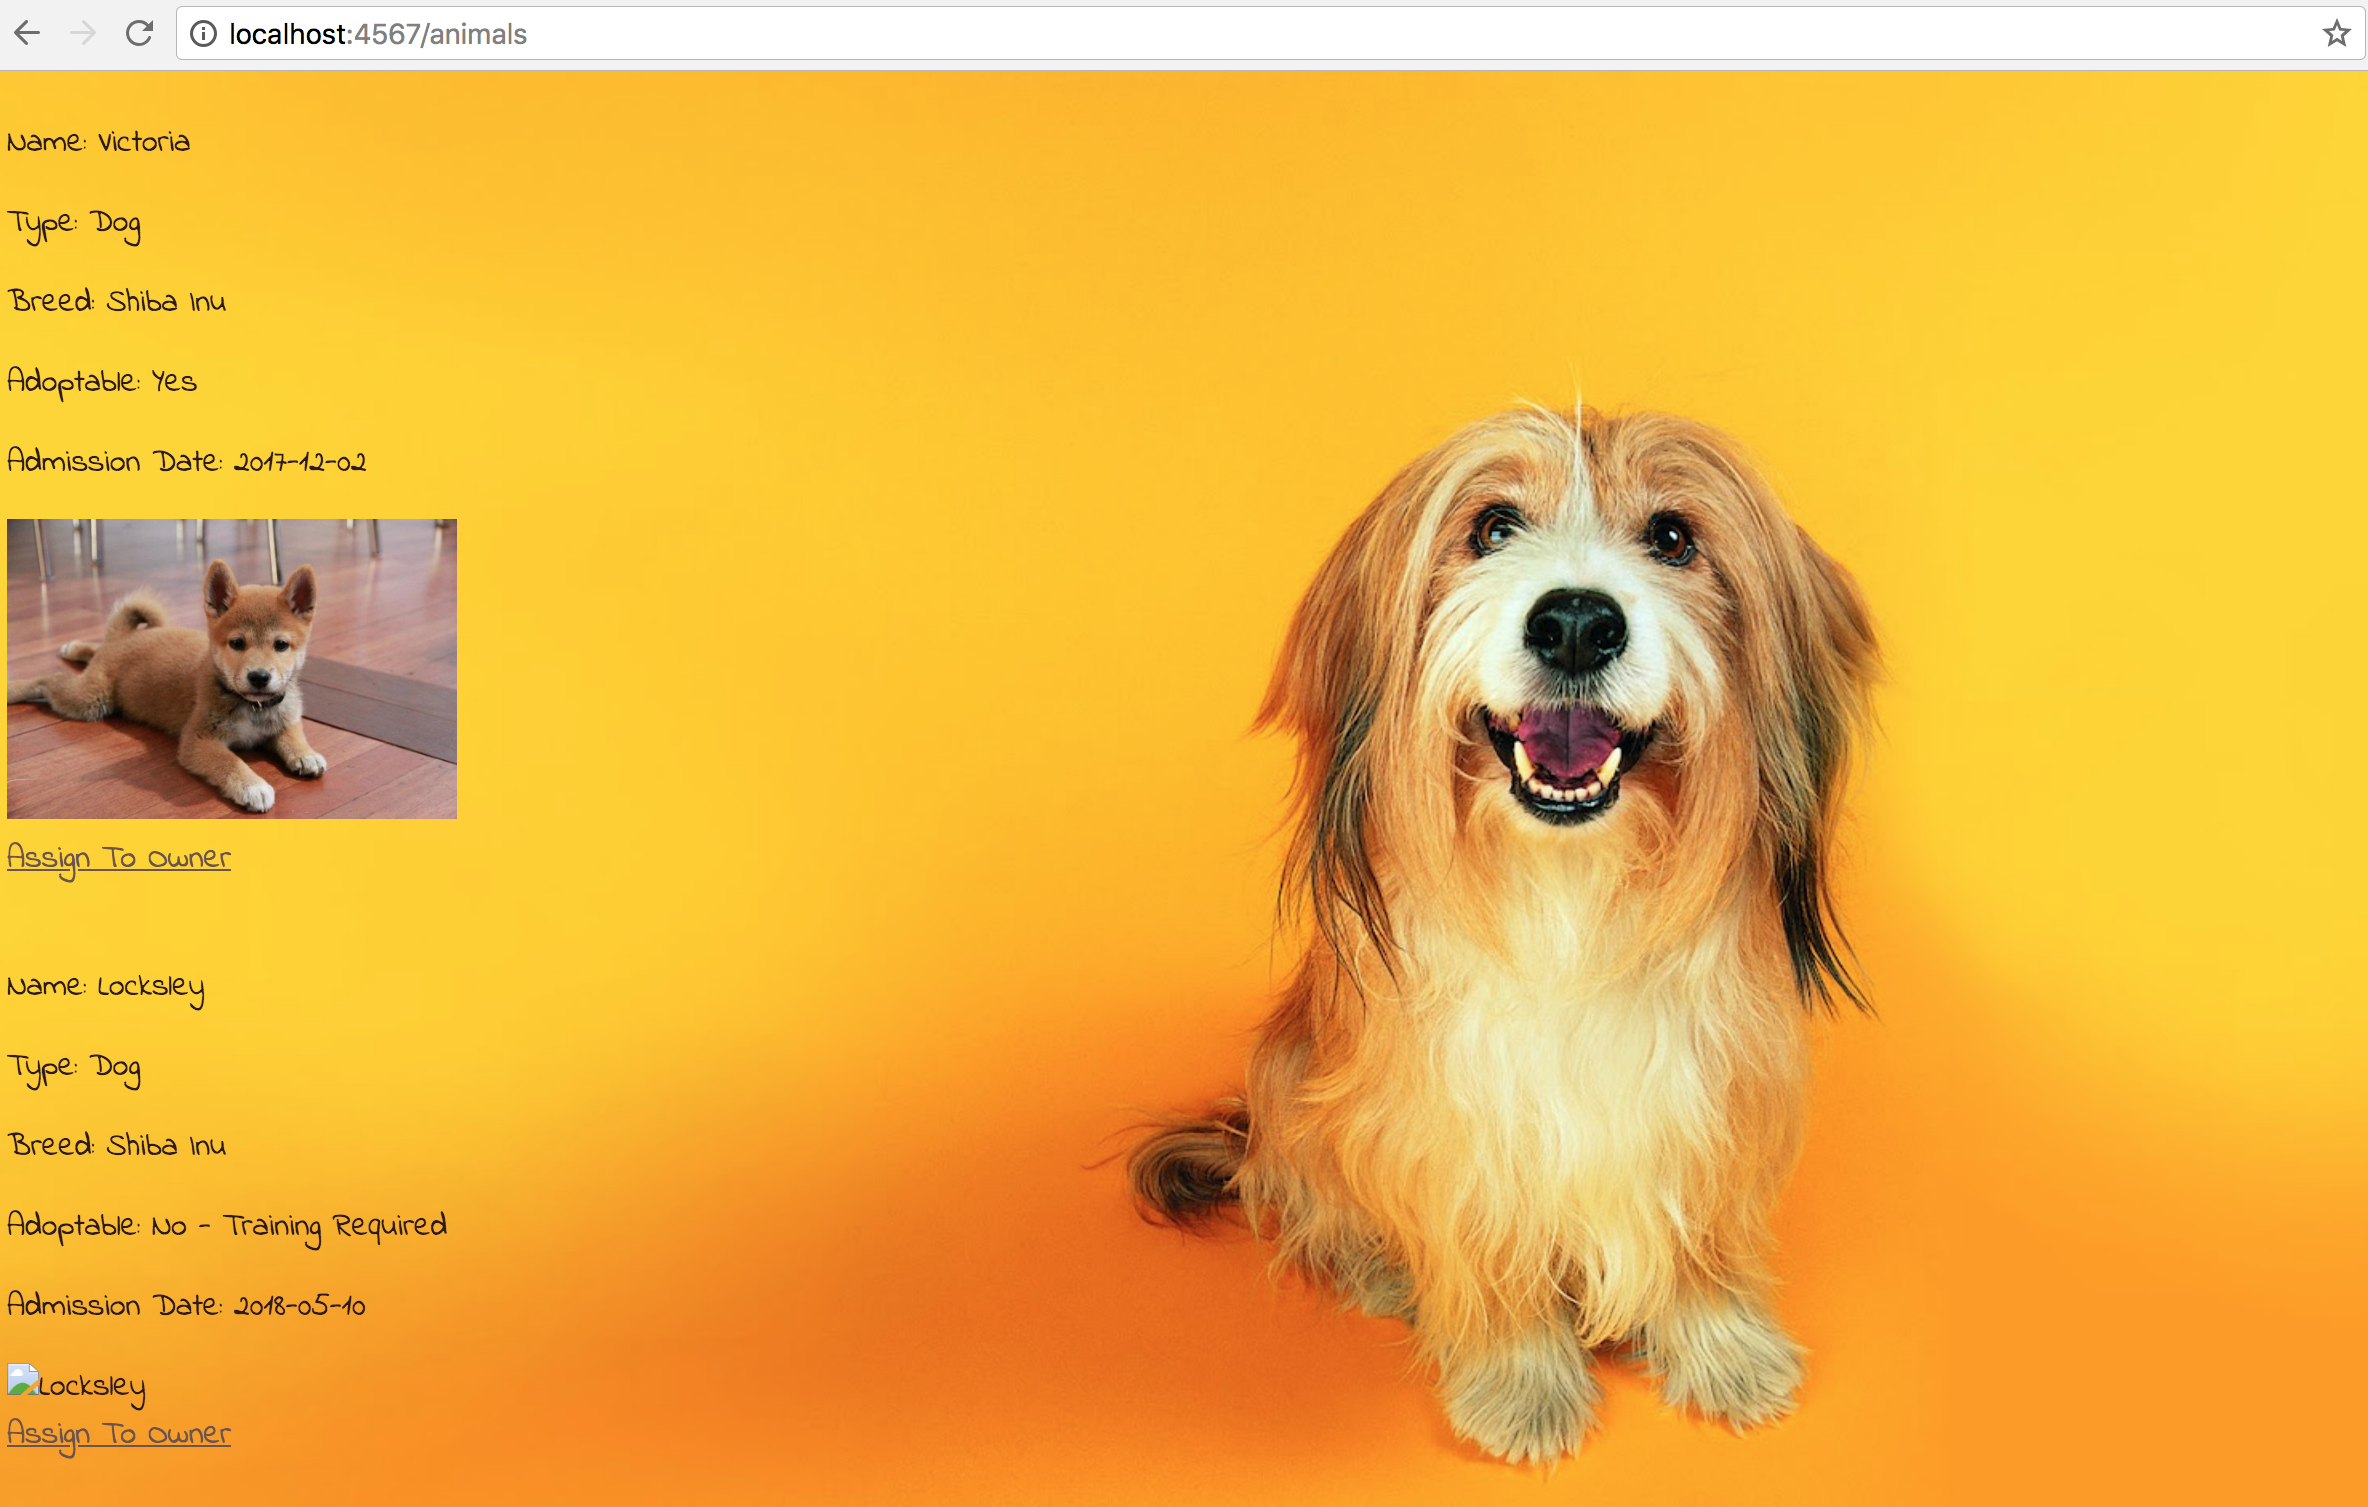 localhost:4567/animals
Name: Victoria
Type: Dog
Breed: Shiba Inu
Adoptable: Yes
Admission Date: 2017-12-02
Assign To Owner
Name: Locksley
Type: Dog
Breed: Shiba Inu
Adoptable: No - Training Required
Admission Date: 2018-05-10
Locksley
Assign To Owner